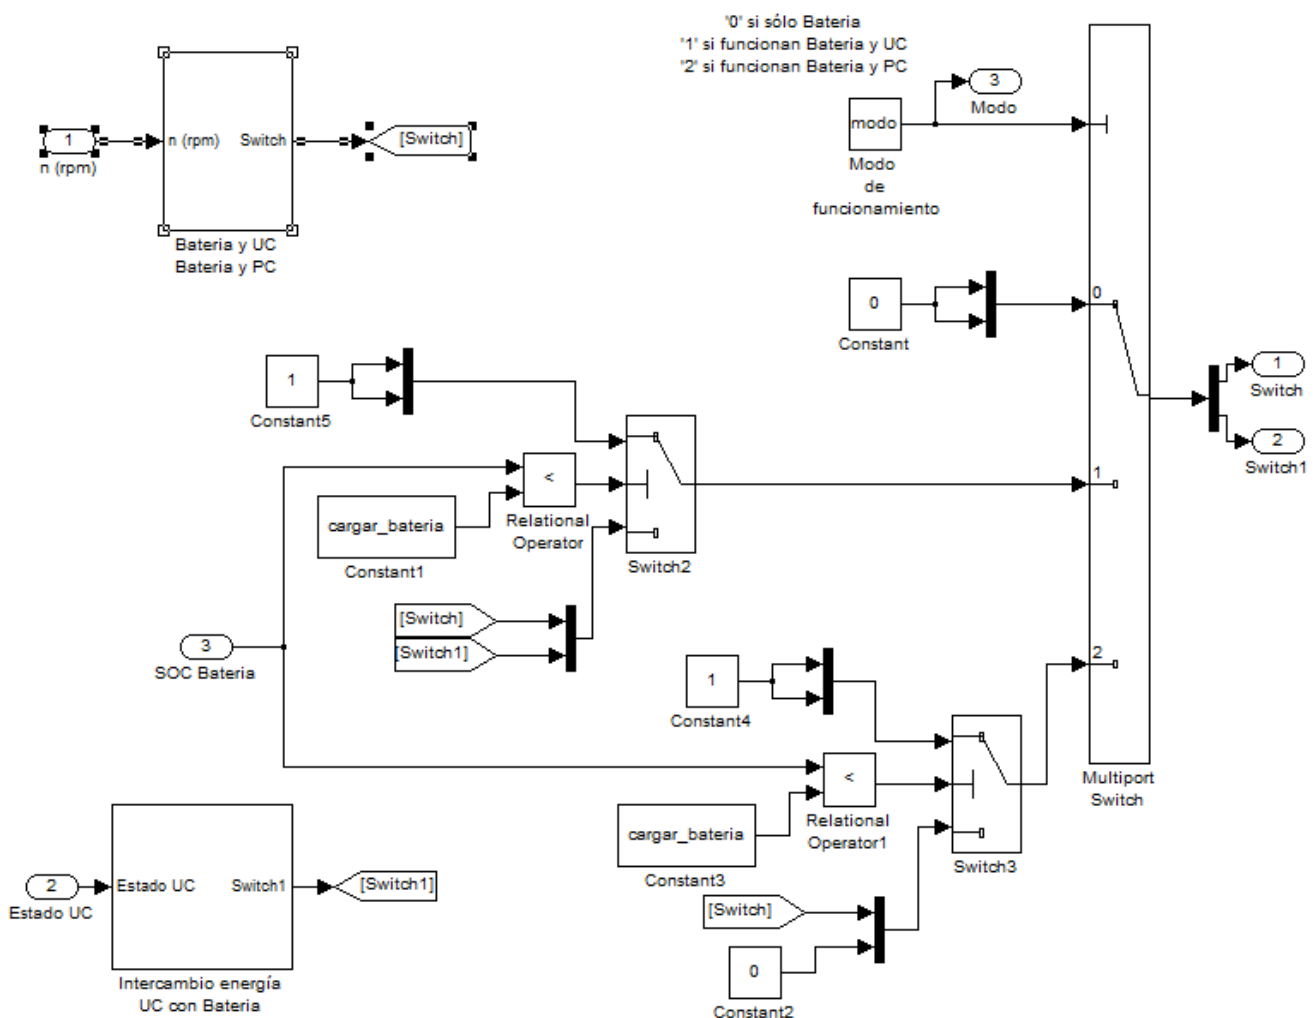 '0' si sólo Bateria
'1' si funcionan Bateria y UC
'2' si funcionan Bateria y PC
3
Modo
modo
Modo
de
funcionamiento
1
n (rpm)
n (rpm)
Switch
[Switch]
Bateria y UC
Bateria y PC
0
Constant
0
1
Switch
2
Switch1
1
Constant5
<
Relational
Operator
cargar_bateria
Constant1
Switch2
1
[Switch]
[Switch1]
3
SOC Bateria
1
Constant4
2
<
Relational
Operator1
cargar_bateria
Constant3
Switch3
Multiport
Switch
2
Estado UC
Estado UC
Switch1
[Switch1]
Intercambio energía
UC con Bateria
[Switch]
0
Constant2